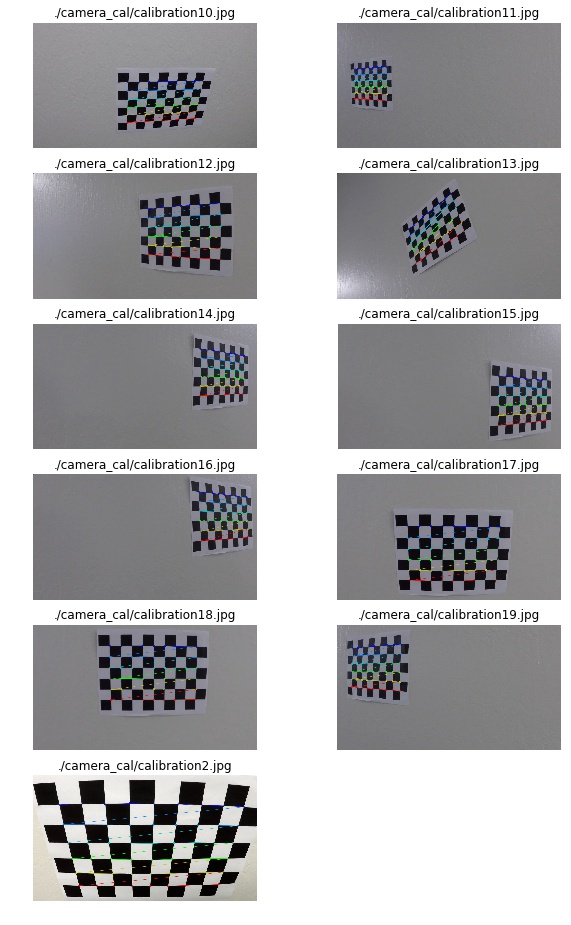 ./camera_cal/calibration10.jpg
./camera_cal/calibration11.jpg
./camera_cal/calibration12.jpg
./camera_cal/calibration13.jpg
./camera_cal/calibration14.jpg
./camera_cal/calibration15.jpg
./camera_cal/calibration16.jpg
./camera_cal/calibration17.jpg
./camera_cal/calibration18.jpg
./camera_cal/calibration19.jpg
./camera_cal/calibration2.jpg